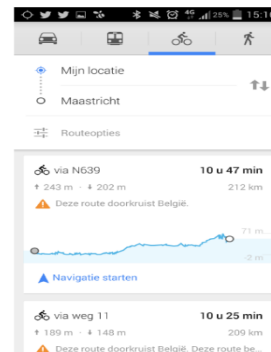 4G 25% 15:16
Mijn locatie
Maastricht
Routeopties
via N639 10 u 47 min
243 m · 202 m 212 km
Deze route doorkruist België.
71 m
-2 m
Navigatie starten
via weg 11 10 u 25 min
189 m · 148 m 209 km
Deze route doorkruist België. Deze route be...